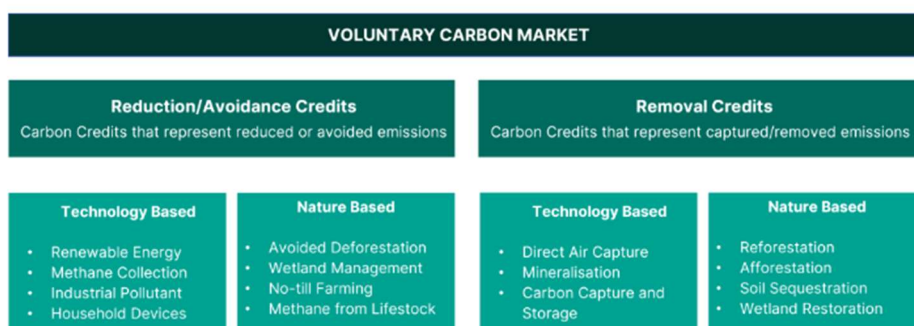 VOLUNTARY CARBON MARKET
Reduction/Avoidance Credits
Carbon Credits that represent reduced or avoided emissions
Removal Credits
Carbon Credits that represent captured/removed emissions
Technology Based
• Renewable Energy
• Methane Collection
• Industrial Pollutant
• Household Devices
Nature Based
• Avoided Deforestation
• Wetland Management
• No-till Farming
• Methane from Lifestock
Technology Based
• Direct Air Capture
• Mineralisation
• Carbon Capture and
Storage
Nature Based
• Reforestation
• Afforestation
• Soil Sequestration
• Wetland Restoration